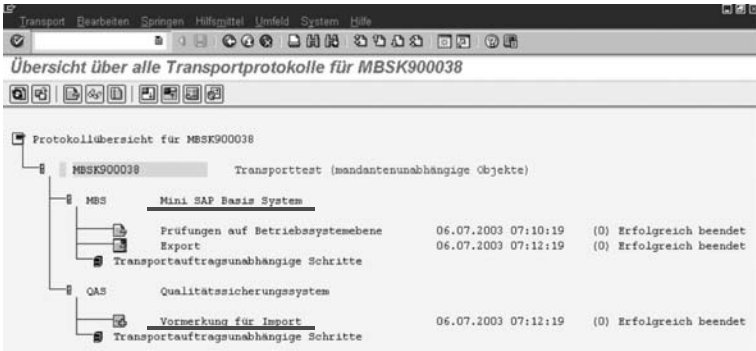 Transport Bearbeiten Springen Hilfsmittel Umfeld System Hilfe
Übersicht über alle Transportprotokolle für MBSK900038
Protokollübersicht für MBSK900038
MBSK900038 Transporttest (mandantenunabhängige Objekte)
MBS Mini SAP Basis System
Prüfungen auf Betriebssystemebene 06.07.2003 07:10:19 (0) Erfolgreich beendet
Export 06.07.2003 07:12:19 (0) Erfolgreich beendet
Transportauftragsunabhängige Schritte
QAS Qualitätssicherungssystem
Vormerkung für Import 06.07.2003 07:12:19 (0) Erfolgreich beendet
Transportauftragsunabhängige Schritte